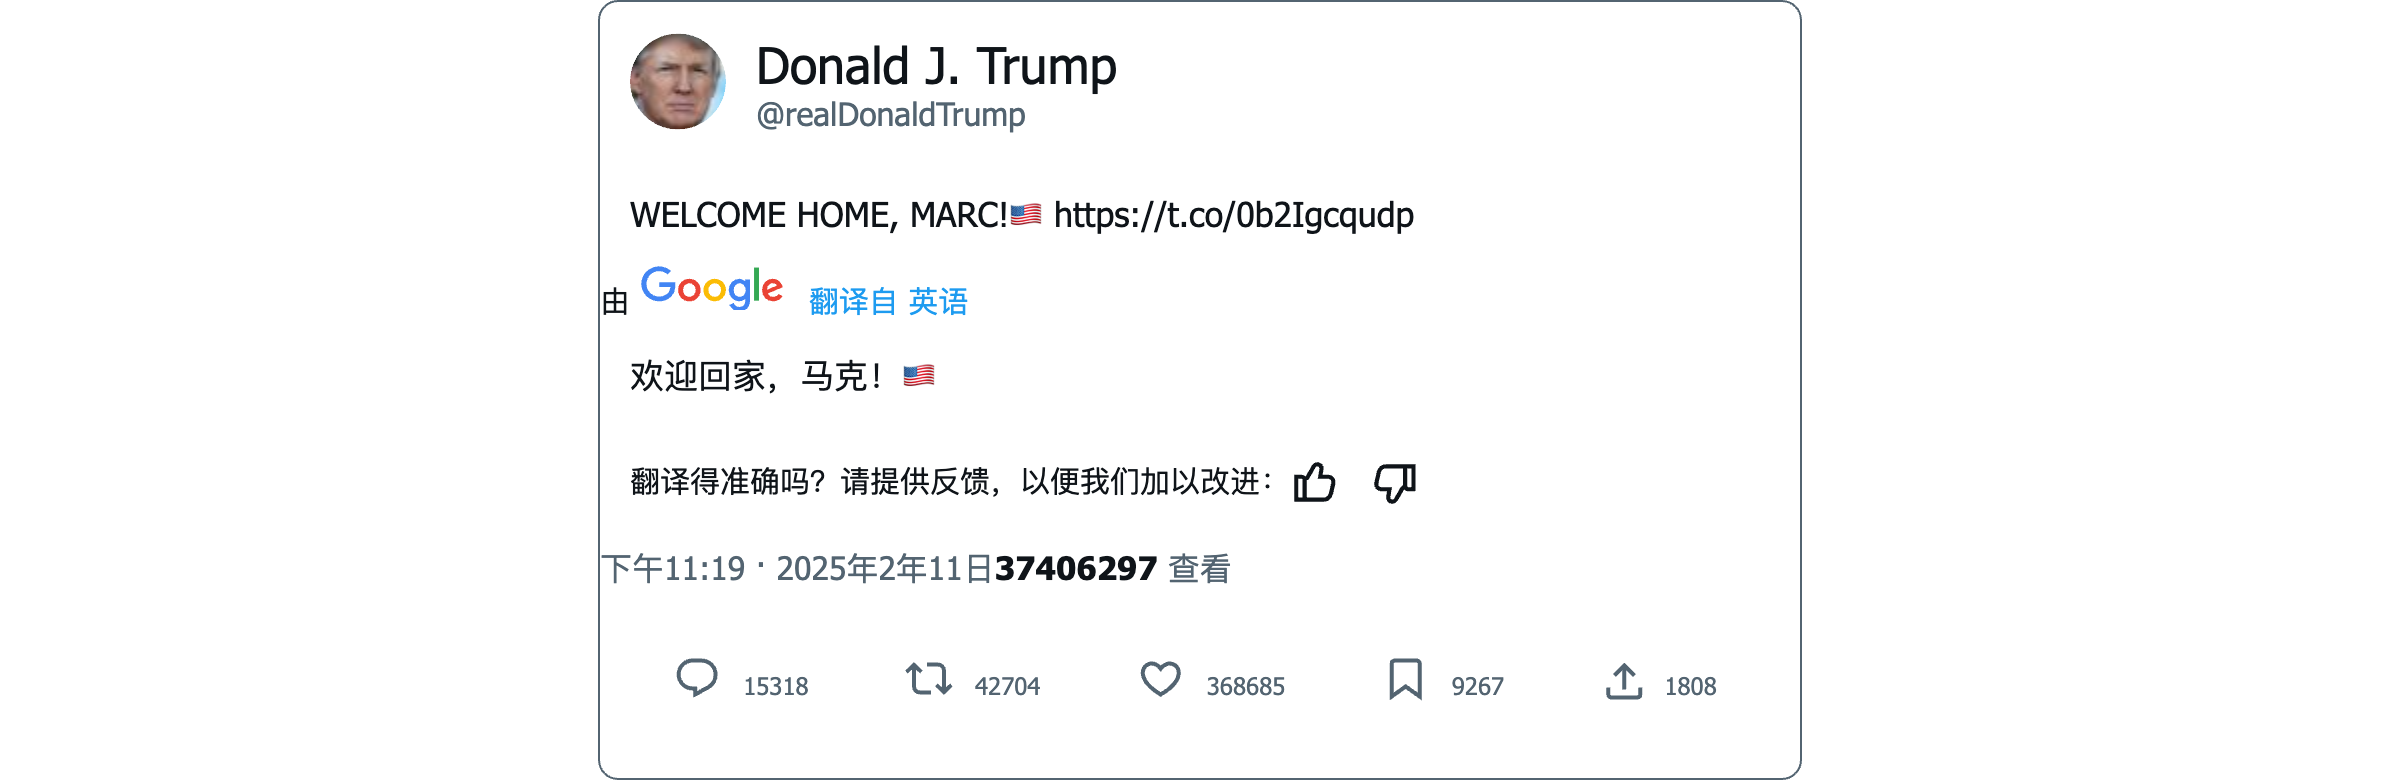 Donald J. Trump
@realDonaldTrump
WELCOME HOME, MARC!🇺🇸 https://t.co/0b2Igcqudp
由 Google 翻译自 英语
欢迎回家，马克！🇺🇸
翻译得准确吗？请提供反馈，以便我们加以改进：
下午11:19 · 2025年2年11日37406297 查看
15318 42704 368685 9267 1808